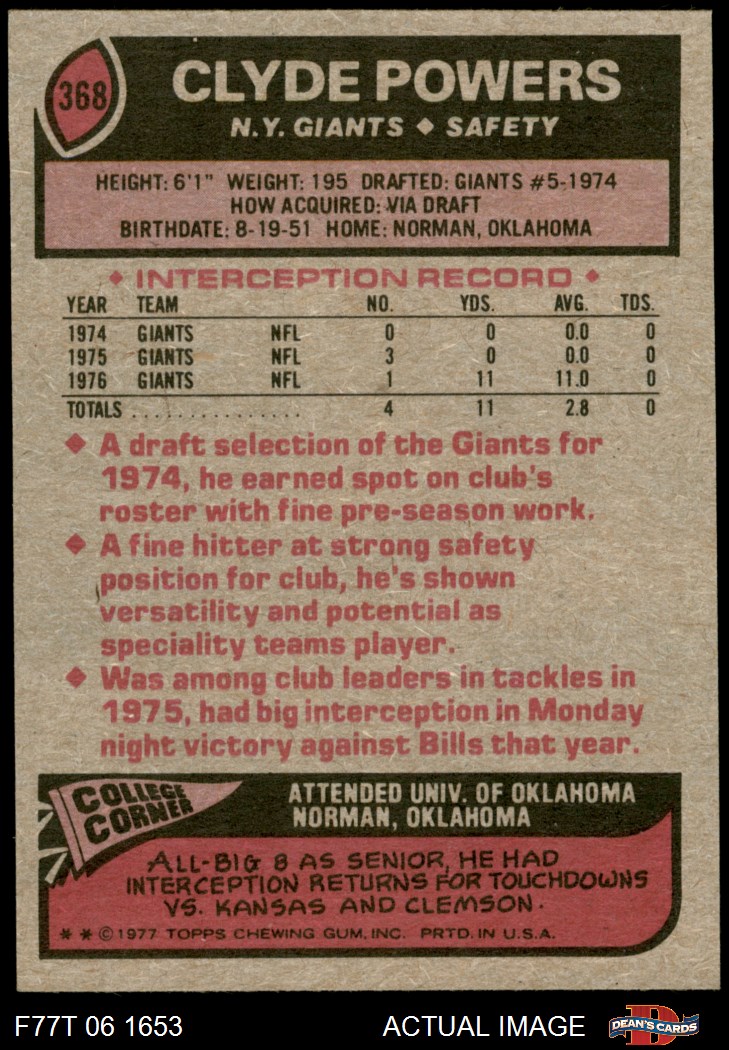 368
CLYDE POWERS
N.Y. GIANTS ◆ SAFETY
HEIGHT: 6'1" WEIGHT: 195 DRAFTED: GIANTS #5-1974
HOW ACQUIRED: VIA DRAFT
BIRTHDATE: 8-19-51 HOME: NORMAN, OKLAHOMA
◆ INTERCEPTION RECORD ◆
YEAR TEAM NO. YDS. AVG. TDS.
1974 GIANTS NFL 0 0 0.0 0
1975 GIANTS NFL 3 0 0.0 0
1976 GIANTS NFL 1 11 11.0 0
TOTALS ................ 4 11 2.8 0
◆ A draft selection of the Giants for
1974, he earned spot on club's
roster with fine pre-season work.
◆ A fine hitter at strong safety
position for club, he's shown
versatility and potential as
speciality teams player.
◆ Was among club leaders in tackles in
1975, had big interception in Monday
night victory against Bills that year.
COLLEGE
CORNER
ATTENDED UNIV. OF OKLAHOMA
NORMAN, OKLAHOMA
ALL-BIG 8 AS SENIOR, HE HAD
INTERCEPTION RETURNS FOR TOUCHDOWNS
VS. KANSAS AND CLEMSON.
* * © 1977 TOPPS CHEWING GUM, INC. PRTD. IN U.S.A.
F77T 06 1653 ACTUAL IMAGE DEAN'S CARDS